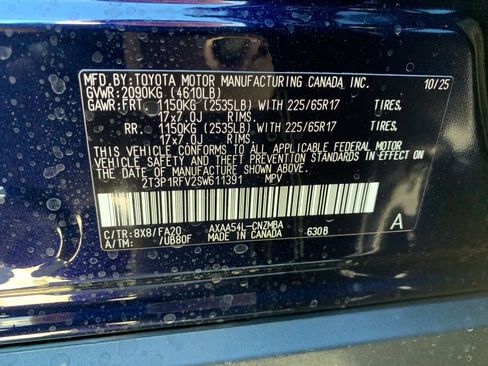 MFD. BY: TOYOTA MOTOR MANUFACTURING CANADA INC. 10/25
GVWR: 2090KG (4610LB)
GAWR: FRT. 1150KG (2535LB) WITH 225/65R17 TIRES,
17x7.0J RIMS.
RR. 1150KG (2535LB) WITH 225/65R17 TIRES,
17x7.0J RIMS.
THIS VEHICLE CONFORMS TO ALL APPLICABLE FEDERAL MOTOR
VEHICLE SAFETY AND THEFT PREVENTION STANDARDS IN EFFECT
ON THE DATE OF MANUFACTURE SHOWN ABOVE.
2T3P1RFV2SW611391 MPV
C/TR: 8X8/FA20 AXAA54L-CNZMBA A
A/TM: /UB80F MADE IN CANADA 630B